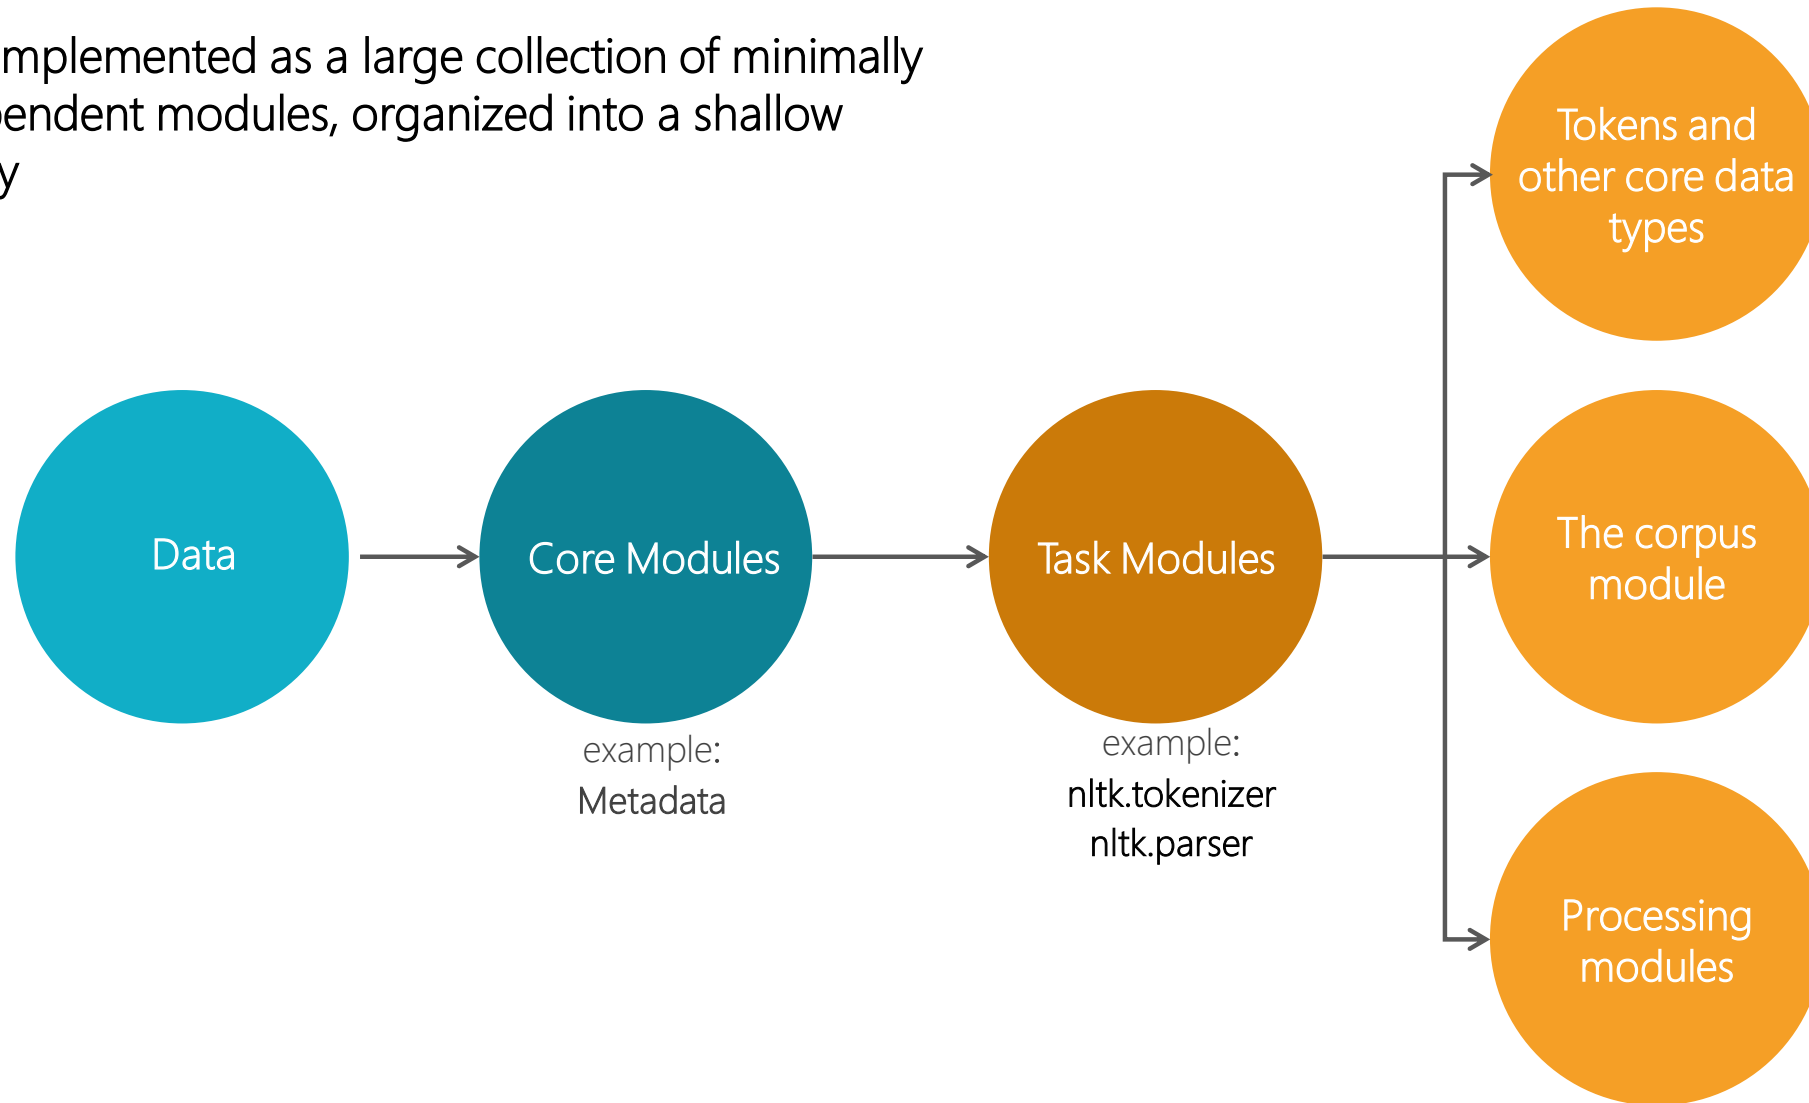 mplemented as a large collection of minimally
pendent modules, organized into a shallow
y
Tokens and
other core data
types
Data
Core Modules
Task Modules
The corpus
module
example:
Metadata
example:
nltk.tokenizer
nltk.parser
Processing
modules